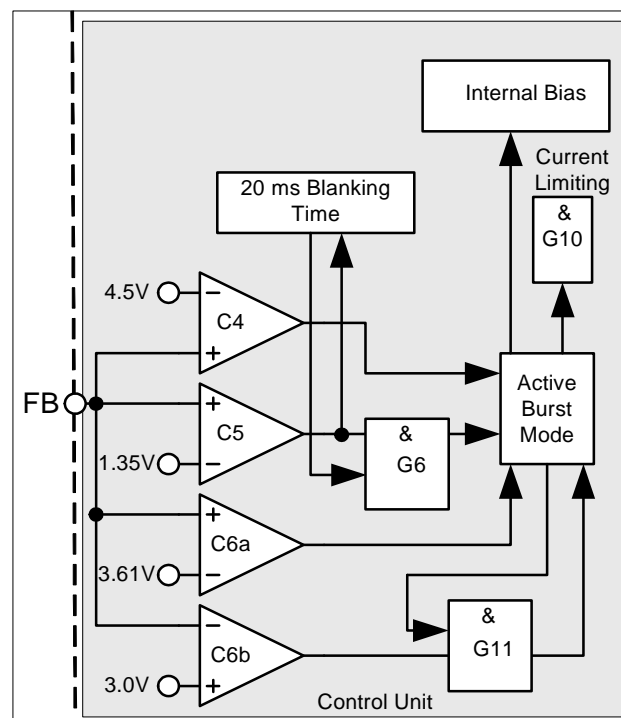 Internal Bias
Current
Limiting
20 ms Blanking
Time
&
G10
4.5V
−
C4
+
FB
+
C5
−
1.35V
&
G6
Active
Burst
Mode
+
C6a
−
3.61V
−
C6b
+
3.0V
&
G11
Control Unit